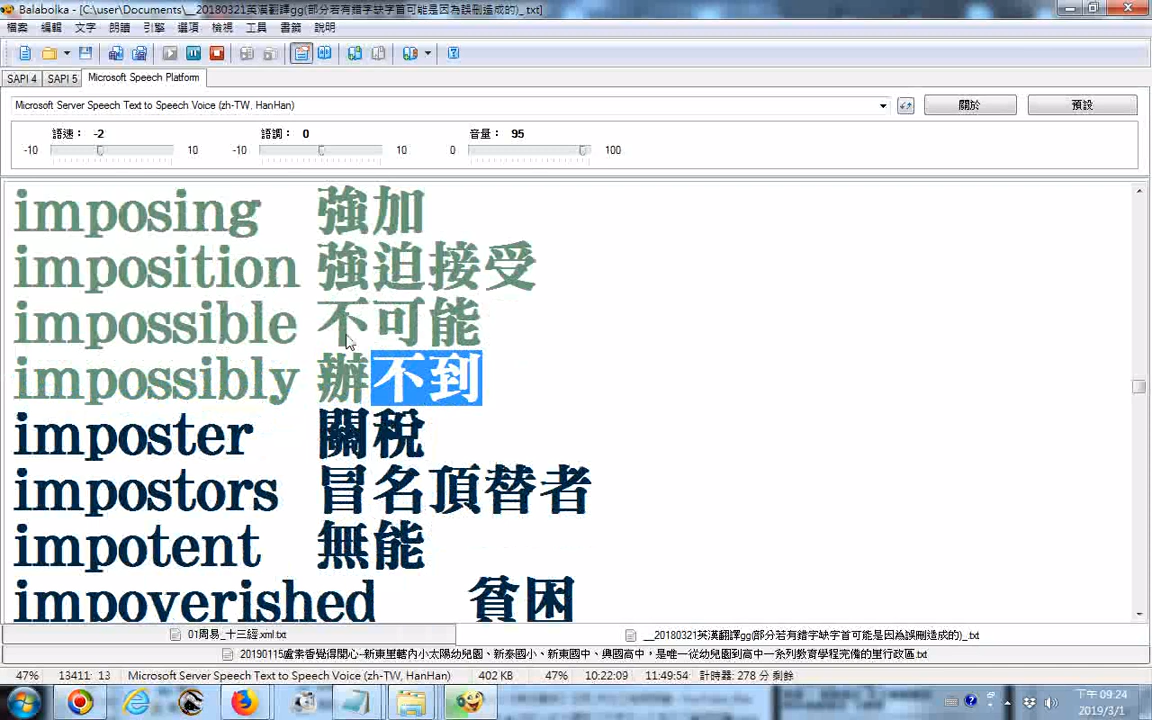 Balabolka - [C:\user\Documents\__20180321英漢翻譯gg(部分若有錯字缺字首可能是因為誤刪造成的)_.txt]
檔案 編輯 文字 朗讀 引擎 選項 檢視 工具 書籤 說明
SAPI 4 SAPI 5 Microsoft Speech Platform
Microsoft Server Speech Text to Speech Voice (zh-TW, HanHan) 關於 預設
語速： -2 語調： 0 音量： 95
-10 10 -10 10 0 100
imposing 強加
imposition 強迫接受
impossible 不可能
impossibly 辦不到
imposter 關稅
impostors 冒名頂替者
impotent 無能
impoverished 貧困
01周易_十三經.xml.txt __20180321英漢翻譯gg(部分若有錯字缺字首可能是因為誤刪造成的)_.txt
20190115盧素香覺得開心~新東里轄內小太陽幼兒園、新泰國小、新東國中、興國高中，是唯一從幼兒園到高中一系列教育學程完備的里行政區.txt
47% 13411: 13 Microsoft Server Speech Text to Speech Voice (zh-TW, HanHan) 402 KB 47% 10:22:09 11:49:54 計時器: 278 分 剩餘
下午 09:24
2019/3/1